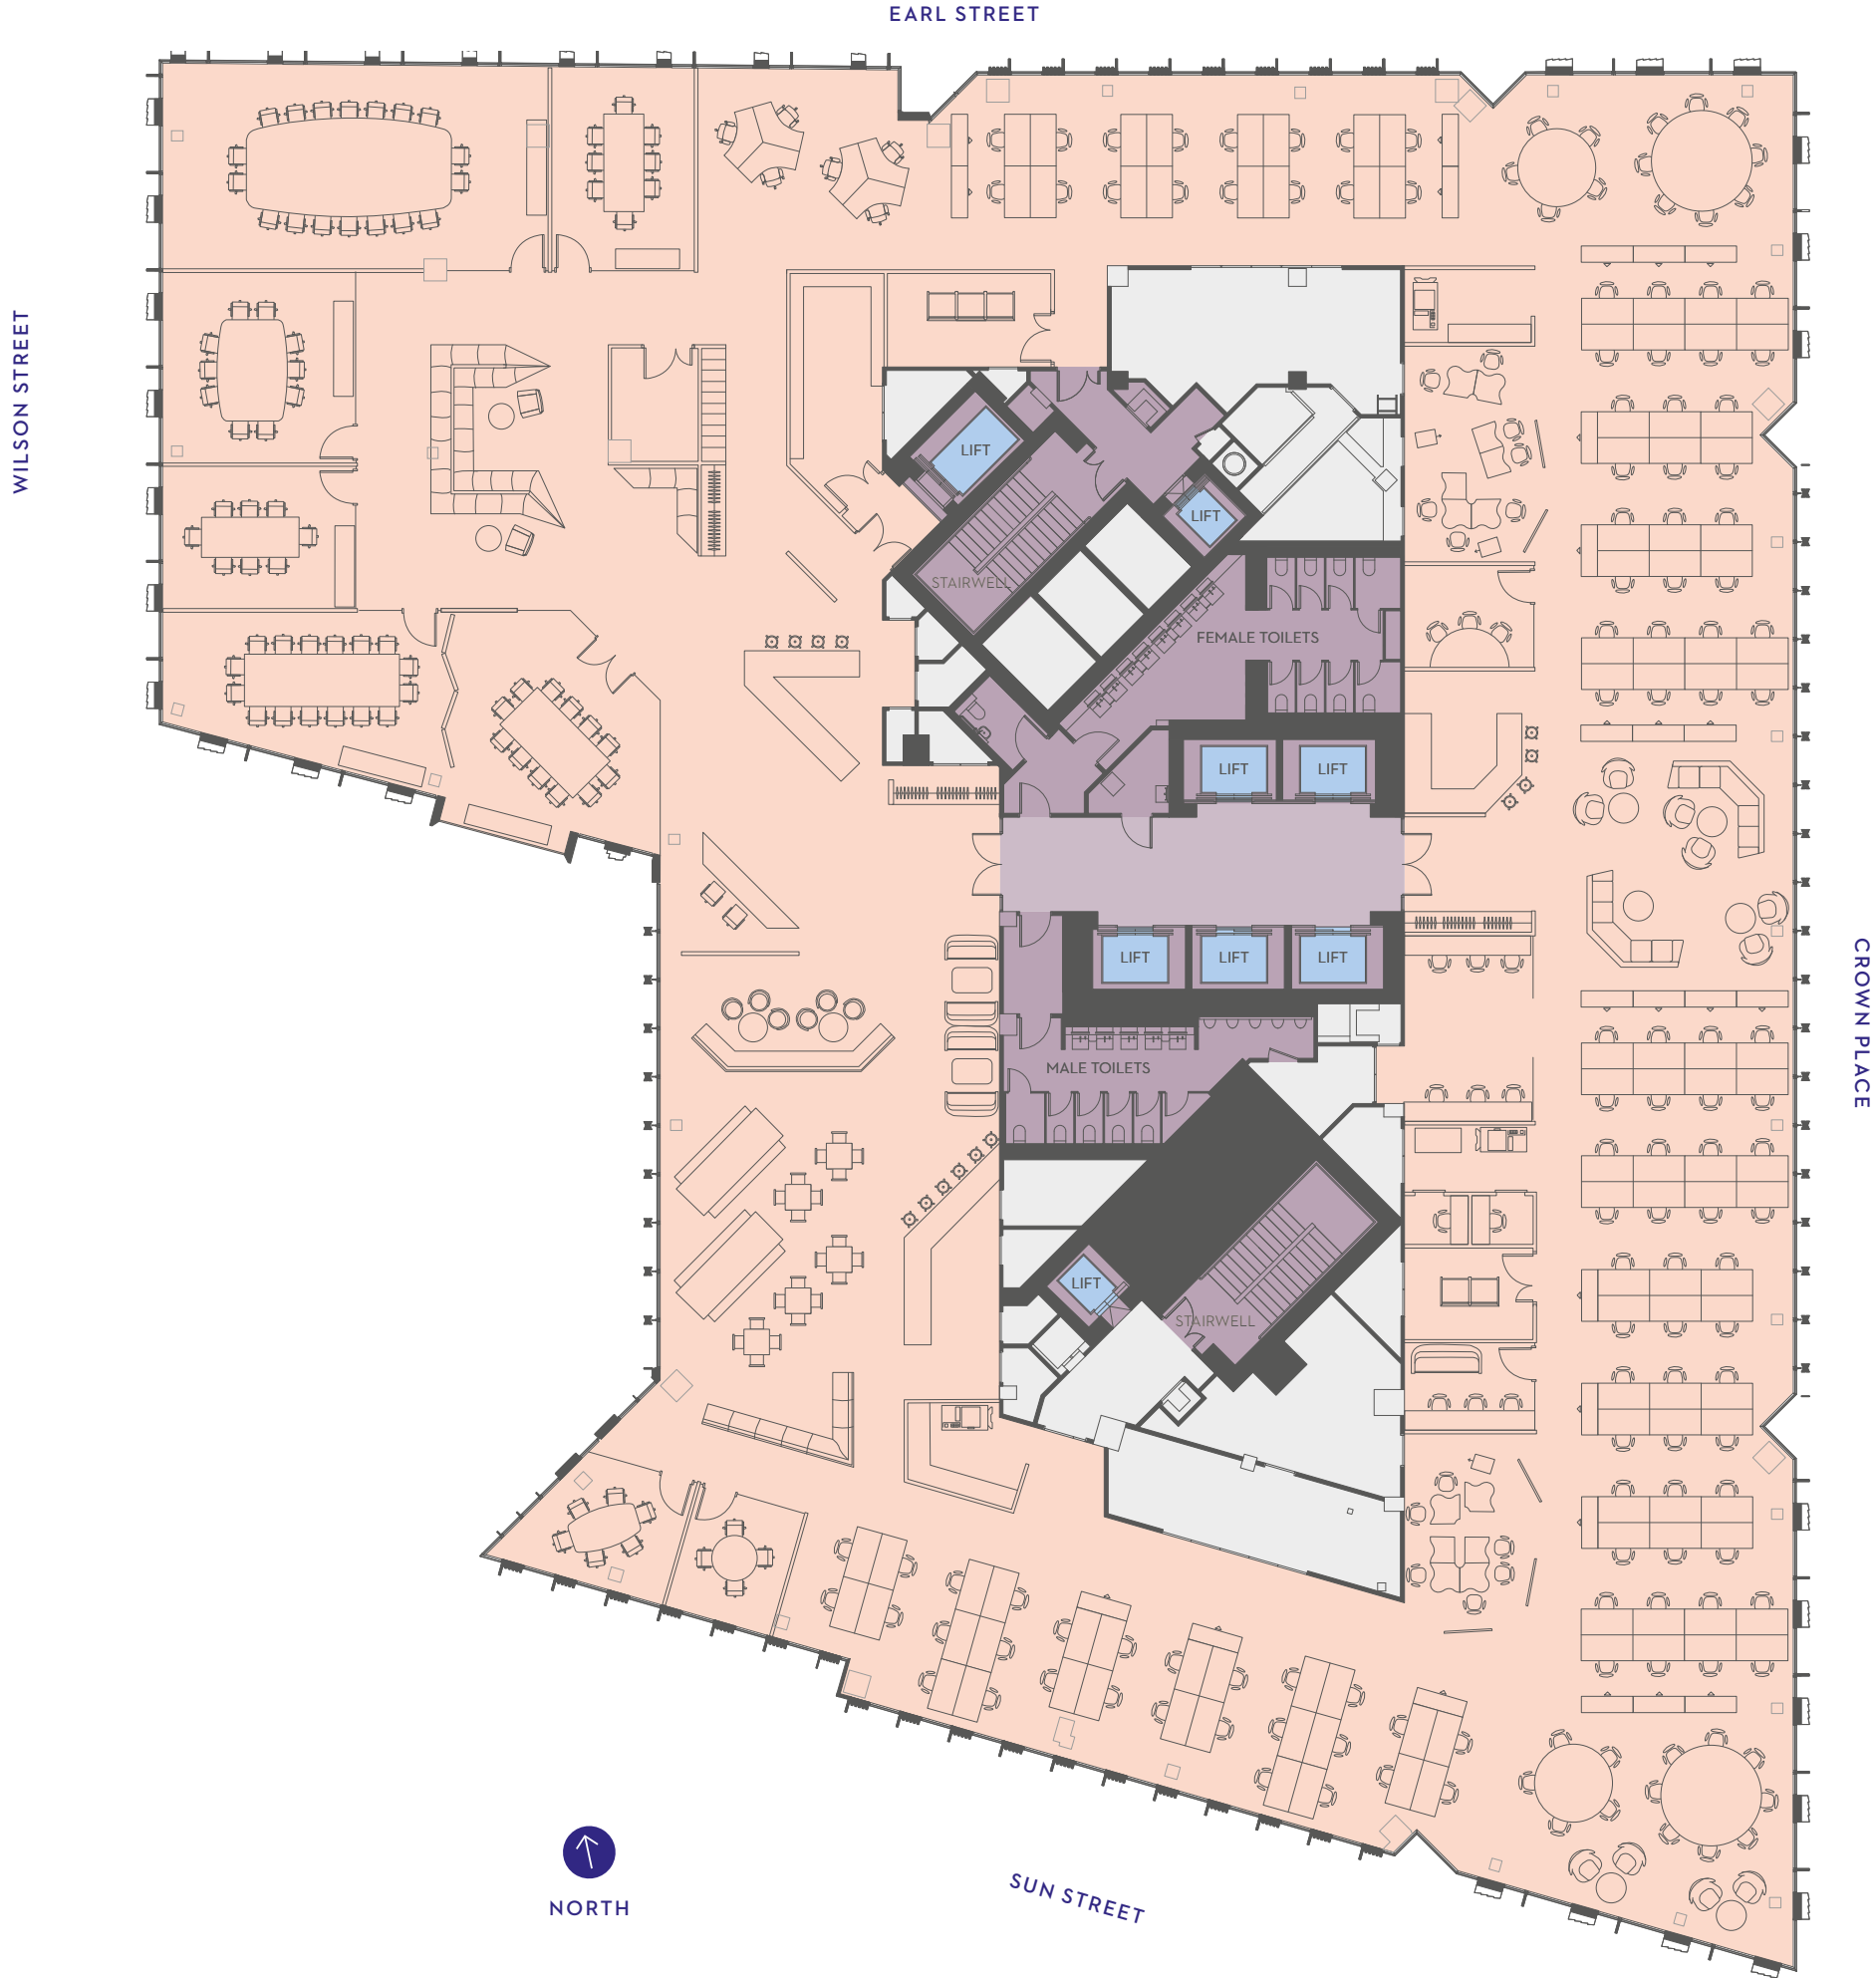 EARL STREET
WILSON STREET
LIFT
LIFT
STAIRWELL
FEMALE TOILETS
LIFT
LIFT
CROWN PLACE
LIFT
LIFT
LIFT
MALE TOILETS
LIFT
STAIRWELL
SUN STREET
NORTH